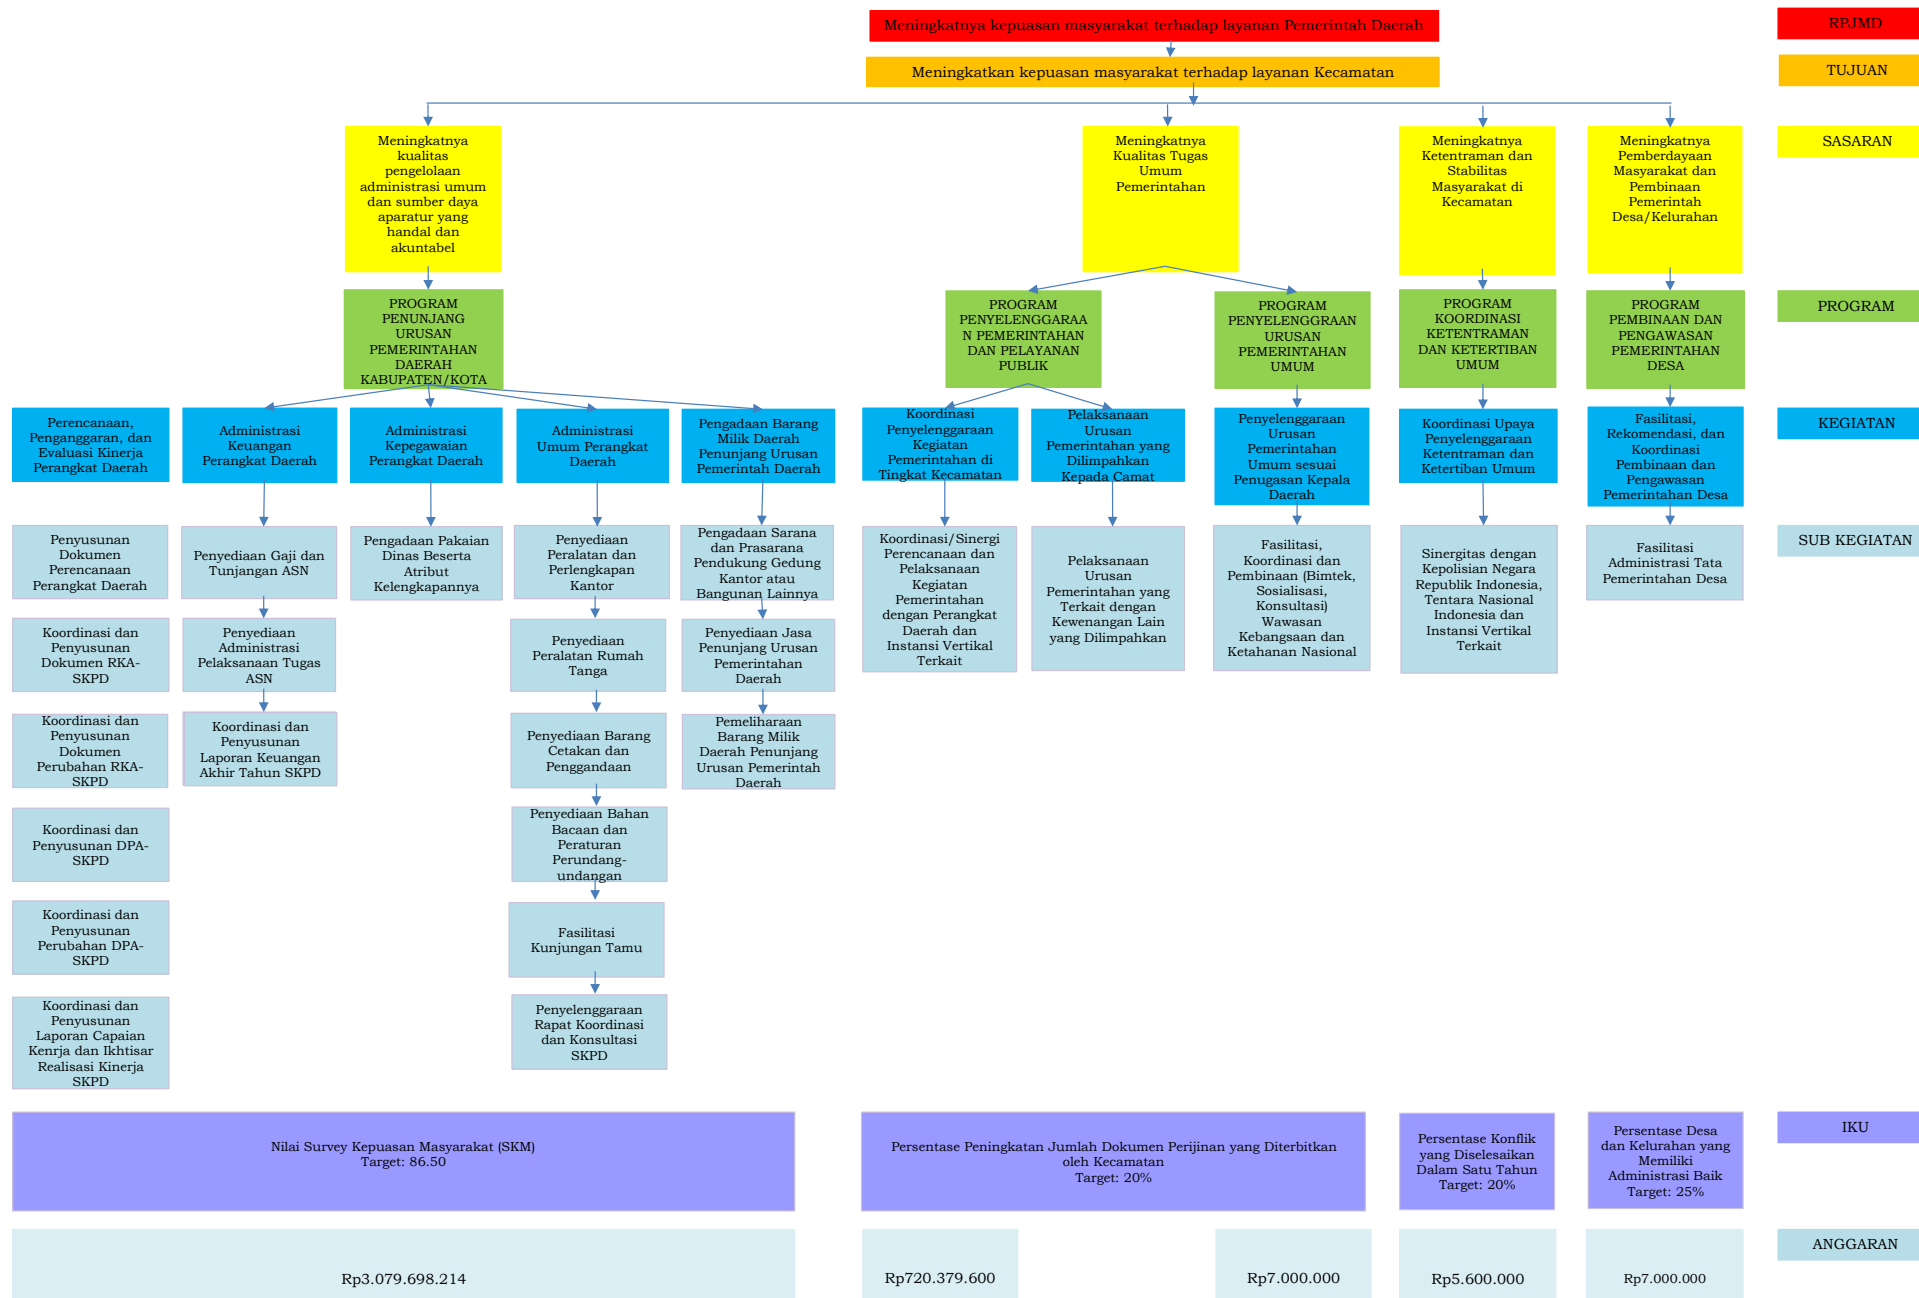 Meningkatnya kepuasan masyarakat terhadap layanan Pemerintah Daerah
RPJMD
Meningkatkan kepuasan masyarakat terhadap layanan Kecamatan
TUJUAN
Meningkatnya
kualitas
pengelolaan
administrasi umum
dan sumber daya
aparatur yang
handal dan
akuntabel
Meningkatnya
Kualitas Tugas
Umum
Pemerintahan
Meningkatnya
Ketentraman dan
Stabilitas
Masyarakat di
Kecamatan
Meningkatnya
Pemberdayaan
Masyarakat dan
Pembinaan
Pemerintah
Desa/Kelurahan
SASARAN
PROGRAM
PENUNJANG
URUSAN
PEMERINTAHAN
DAERAH
KABUPATEN/KOTA
PROGRAM
PENYELENGGARAA
N PEMERINTAHAN
DAN PELAYANAN
PUBLIK
PROGRAM
PENYELENGGRAAN
URUSAN
PEMERINTAHAN
UMUM
PROGRAM
KOORDINASI
KETENTRAMAN
DAN KETERTIBAN
UMUM
PROGRAM
PEMBINAAN DAN
PENGAWASAN
PEMERINTAHAN
DESA
PROGRAM
Perencanaan,
Penganggaran, dan
Evaluasi Kinerja
Perangkat Daerah
Administrasi
Keuangan
Perangkat Daerah
Administrasi
Kepegawaian
Perangkat Daerah
Administrasi
Umum Perangkat
Daerah
Pengadaan Barang
Milik Daerah
Penunjang Urusan
Pemerintah Daerah
Koordinasi
Penyelenggaraan
Kegiatan
Pemerintahan di
Tingkat Kecamatan
Pelaksanaan
Urusan
Pemerintahan yang
Dilimpahkan
Kepada Camat
Penyelenggaraan
Urusan
Pemerintahan
Umum sesuai
Penugasan Kepala
Daerah
Koordinasi Upaya
Penyelenggaraan
Ketentraman dan
Ketertiban Umum
Fasilitasi,
Rekomendasi, dan
Koordinasi
Pembinaan dan
Pengawasan
Pemerintahan Desa
KEGIATAN
Penyusunan
Dokumen
Perencanaan
Perangkat Daerah
Penyediaan Gaji dan
Tunjangan ASN
Pengadaan Pakaian
Dinas Beserta
Atribut
Kelengkapannya
Penyediaan
Peralatan dan
Perlengkapan
Kantor
Pengadaan Sarana
dan Prasarana
Pendukung Gedung
Kantor atau
Bangunan Lainnya
Koordinasi/Sinergi
Perencanaan dan
Pelaksanaan
Kegiatan
Pemerintahan
dengan Perangkat
Daerah dan
Instansi Vertikal
Terkait
Pelaksanaan
Urusan
Pemerintahan yang
Terkait dengan
Kewenangan Lain
yang Dilimpahkan
Fasilitasi,
Koordinasi dan
Pembinaan (Bimtek,
Sosialisasi,
Konsultasi)
Wawasan
Kebangsaan dan
Ketahanan Nasional
Sinergitas dengan
Kepolisian Negara
Republik Indonesia,
Tentara Nasional
Indonesia dan
Instansi Vertikal
Terkait
Fasilitasi
Administrasi Tata
Pemerintahan Desa
SUB KEGIATAN
Koordinasi dan
Penyusunan
Dokumen RKA-
SKPD
Penyediaan
Administrasi
Pelaksanaan Tugas
ASN
Penyediaan
Peralatan Rumah
Tanga
Penyediaan Jasa
Penunjang Urusan
Pemerintahan
Daerah
Koordinasi dan
Penyusunan
Dokumen
Perubahan RKA-
SKPD
Koordinasi dan
Penyusunan
Laporan Keuangan
Akhir Tahun SKPD
Penyediaan Barang
Cetakan dan
Penggandaan
Pemeliharaan
Barang Milik
Daerah Penunjang
Urusan Pemerintah
Daerah
Koordinasi dan
Penyusunan DPA-
SKPD
Penyediaan Bahan
Bacaan dan
Peraturan
Perundang-
undangan
Koordinasi dan
Penyusunan
Perubahan DPA-
SKPD
Fasilitasi
Kunjungan Tamu
Koordinasi dan
Penyusunan
Laporan Capaian
Kenrja dan Ikhtisar
Realisasi Kinerja
SKPD
Penyelenggaraan
Rapat Koordinasi
dan Konsultasi
SKPD
Nilai Survey Kepuasan Masyarakat (SKM)
Target: 86.50
Persentase Peningkatan Jumlah Dokumen Perijinan yang Diterbitkan
oleh Kecamatan
Target: 20%
Persentase Konflik
yang Diselesaikan
Dalam Satu Tahun
Target: 20%
Persentase Desa
dan Kelurahan yang
Memiliki
Administrasi Baik
Target: 25%
IKU
Rp3.079.698.214
Rp720.379.600
Rp7.000.000
Rp5.600.000
Rp7.000.000
ANGGARAN